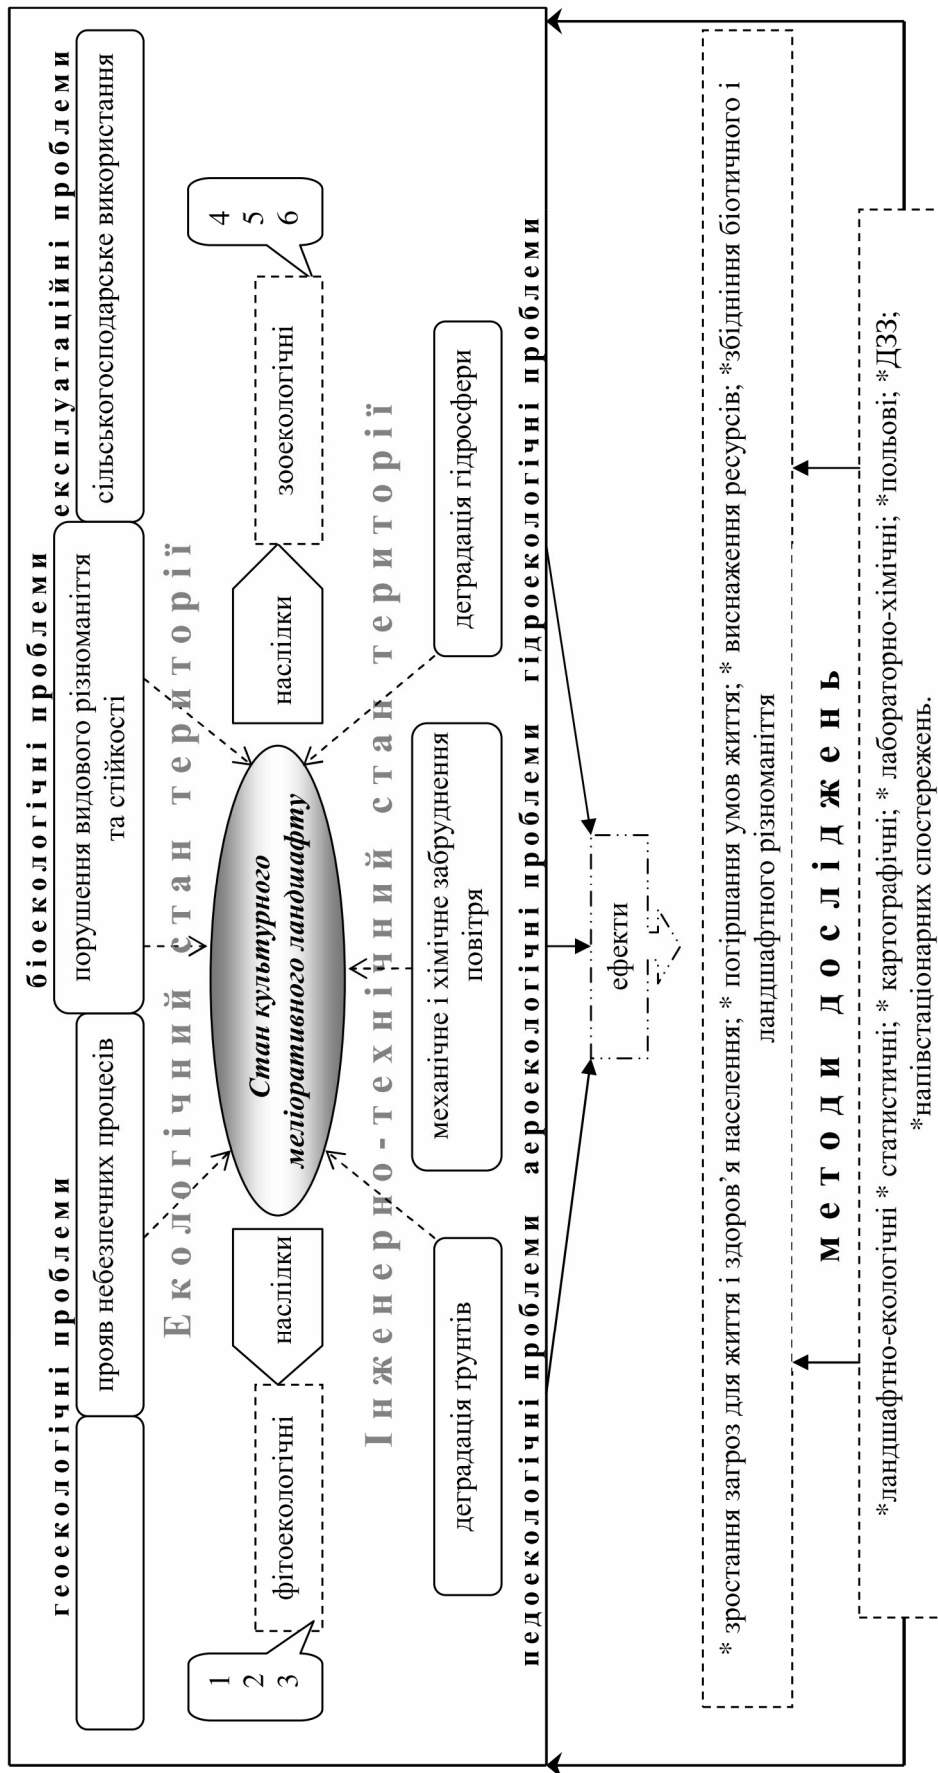 геоекологічні проблеми
біоекологічні проблеми
експлуатаційні проблеми
прояв небезпечних процесів
порушення видового різноманіття
та стійкості
сільськогосподарське використання
Екологічний стан території
1
2
3
фітоекологічні
наслідки
Стан культурного
меліоративного ландшафту
наслідки
зооекологічні
4
5
6
Інженерно-технічний стан території
деградація ґрунтів
механічне і хімічне забруднення
повітря
деградація гідросфери
педоекологічні проблеми
аероекологічні проблеми
гідроекологічні проблеми
ефекти
* зростання загроз для життя і здоров'я населення; * погіршання умов життя; * виснаження ресурсів; *збідніння біотичного і
ландшафтного різноманіття
методи досліджень
*ландшафтно-екологічні * статистичні; * картографічні; * лабораторно-хімічні; *польові; *ДЗЗ;
*напівстаціонарних спостережень.